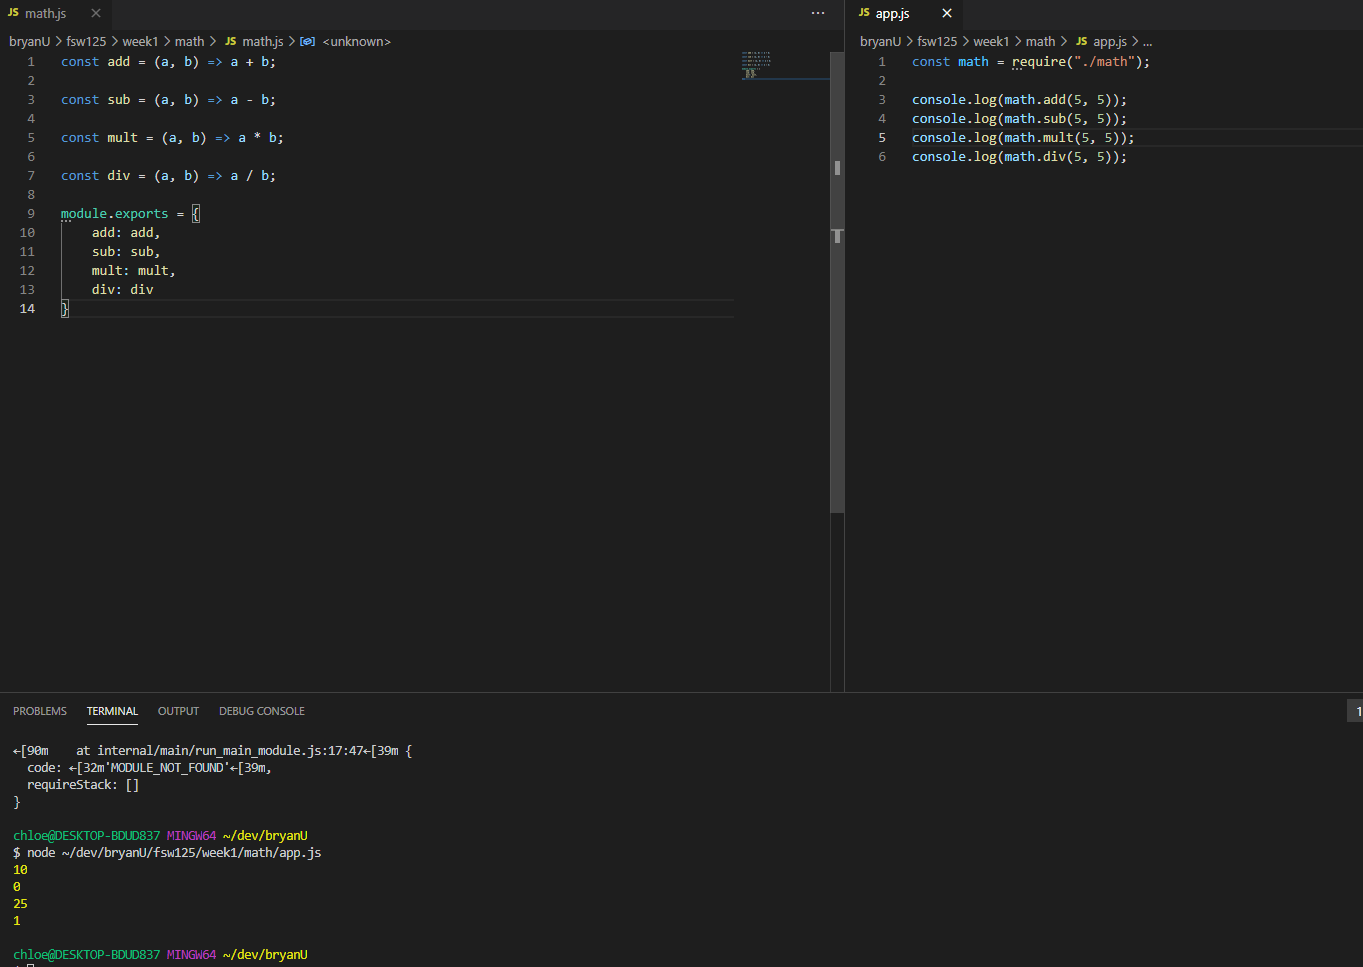 JS math.js ×
bryanU > fsw125 > week1 > math > JS math.js > <unknown>
1 const add = (a, b) => a + b;
2
3 const sub = (a, b) => a - b;
4
5 const mult = (a, b) => a * b;
6
7 const div = (a, b) => a / b;
8
9 module.exports = {
10 add: add,
11 sub: sub,
12 mult: mult,
13 div: div
14 }
JS app.js ×
bryanU > fsw125 > week1 > math > JS app.js > ...
1 const math = require("./math");
2
3 console.log(math.add(5, 5));
4 console.log(math.sub(5, 5));
5 console.log(math.mult(5, 5));
6 console.log(math.div(5, 5));
PROBLEMS TERMINAL OUTPUT DEBUG CONSOLE 1
←[90m    at internal/main/run_main_module.js:17:47←[39m {
  code: ←[32m'MODULE_NOT_FOUND'←[39m,
  requireStack: []
}
chloe@DESKTOP-BDUD837 MINGW64 ~/dev/bryanU
$ node ~/dev/bryanU/fsw125/week1/math/app.js
10
0
25
1
chloe@DESKTOP-BDUD837 MINGW64 ~/dev/bryanU